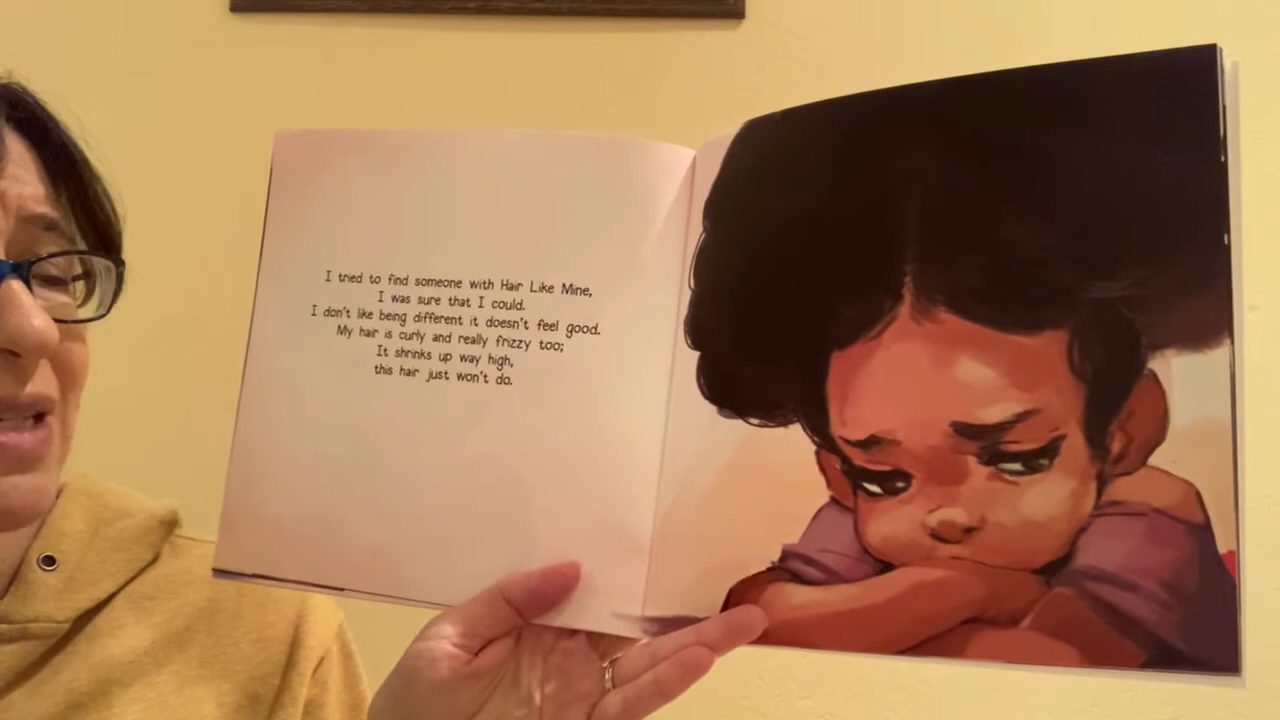 I tried to find someone with Hair Like Mine,
I was sure that I could.
I don't like being different it doesn't feel good.
My hair is curly and really frizzy too;
It shrinks up way high,
this hair just won't do.